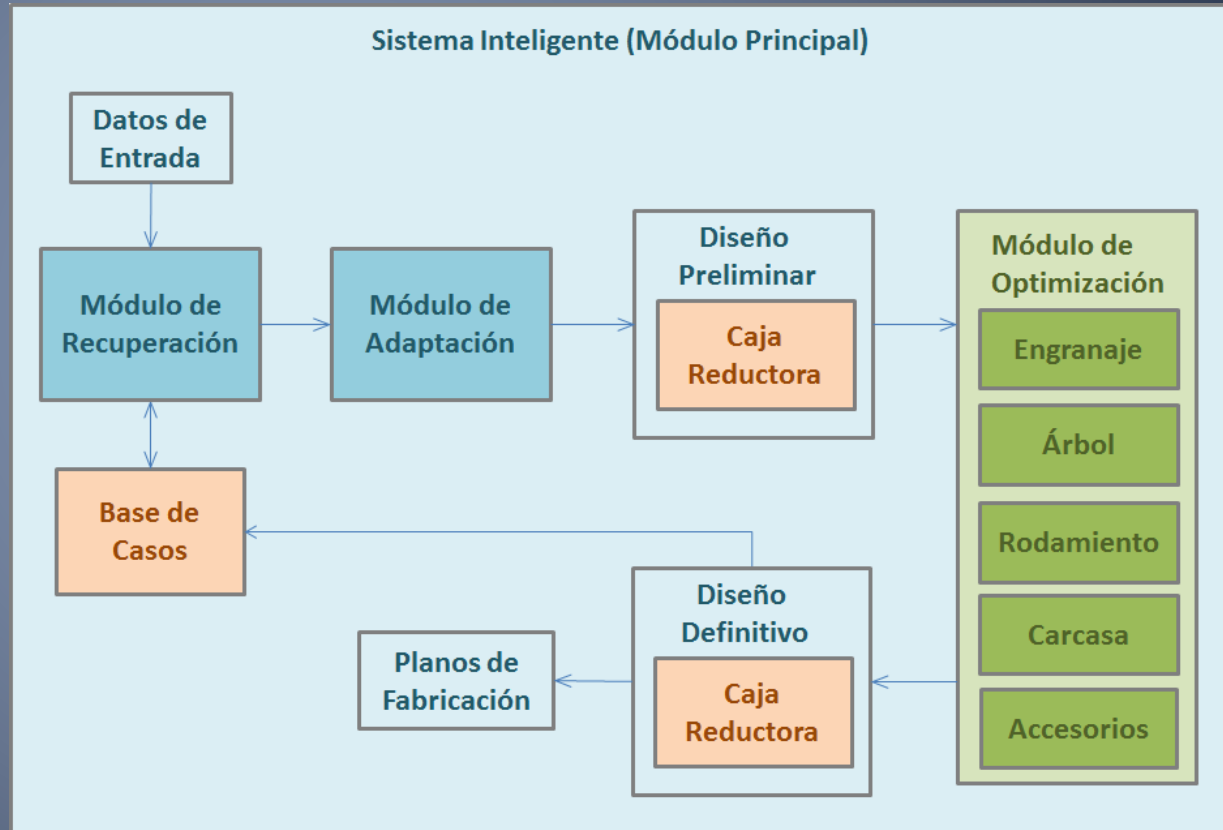 Sistema Inteligente (Módulo Principal)
Datos de
Entrada
Módulo de
Recuperación
Módulo de
Adaptación
Diseño
Preliminar
Caja
Reductora
Módulo de
Optimización
Engranaje
Árbol
Rodamiento
Carcasa
Accesorios
Base de
Casos
Diseño
Definitivo
Caja
Reductora
Planos de
Fabricación